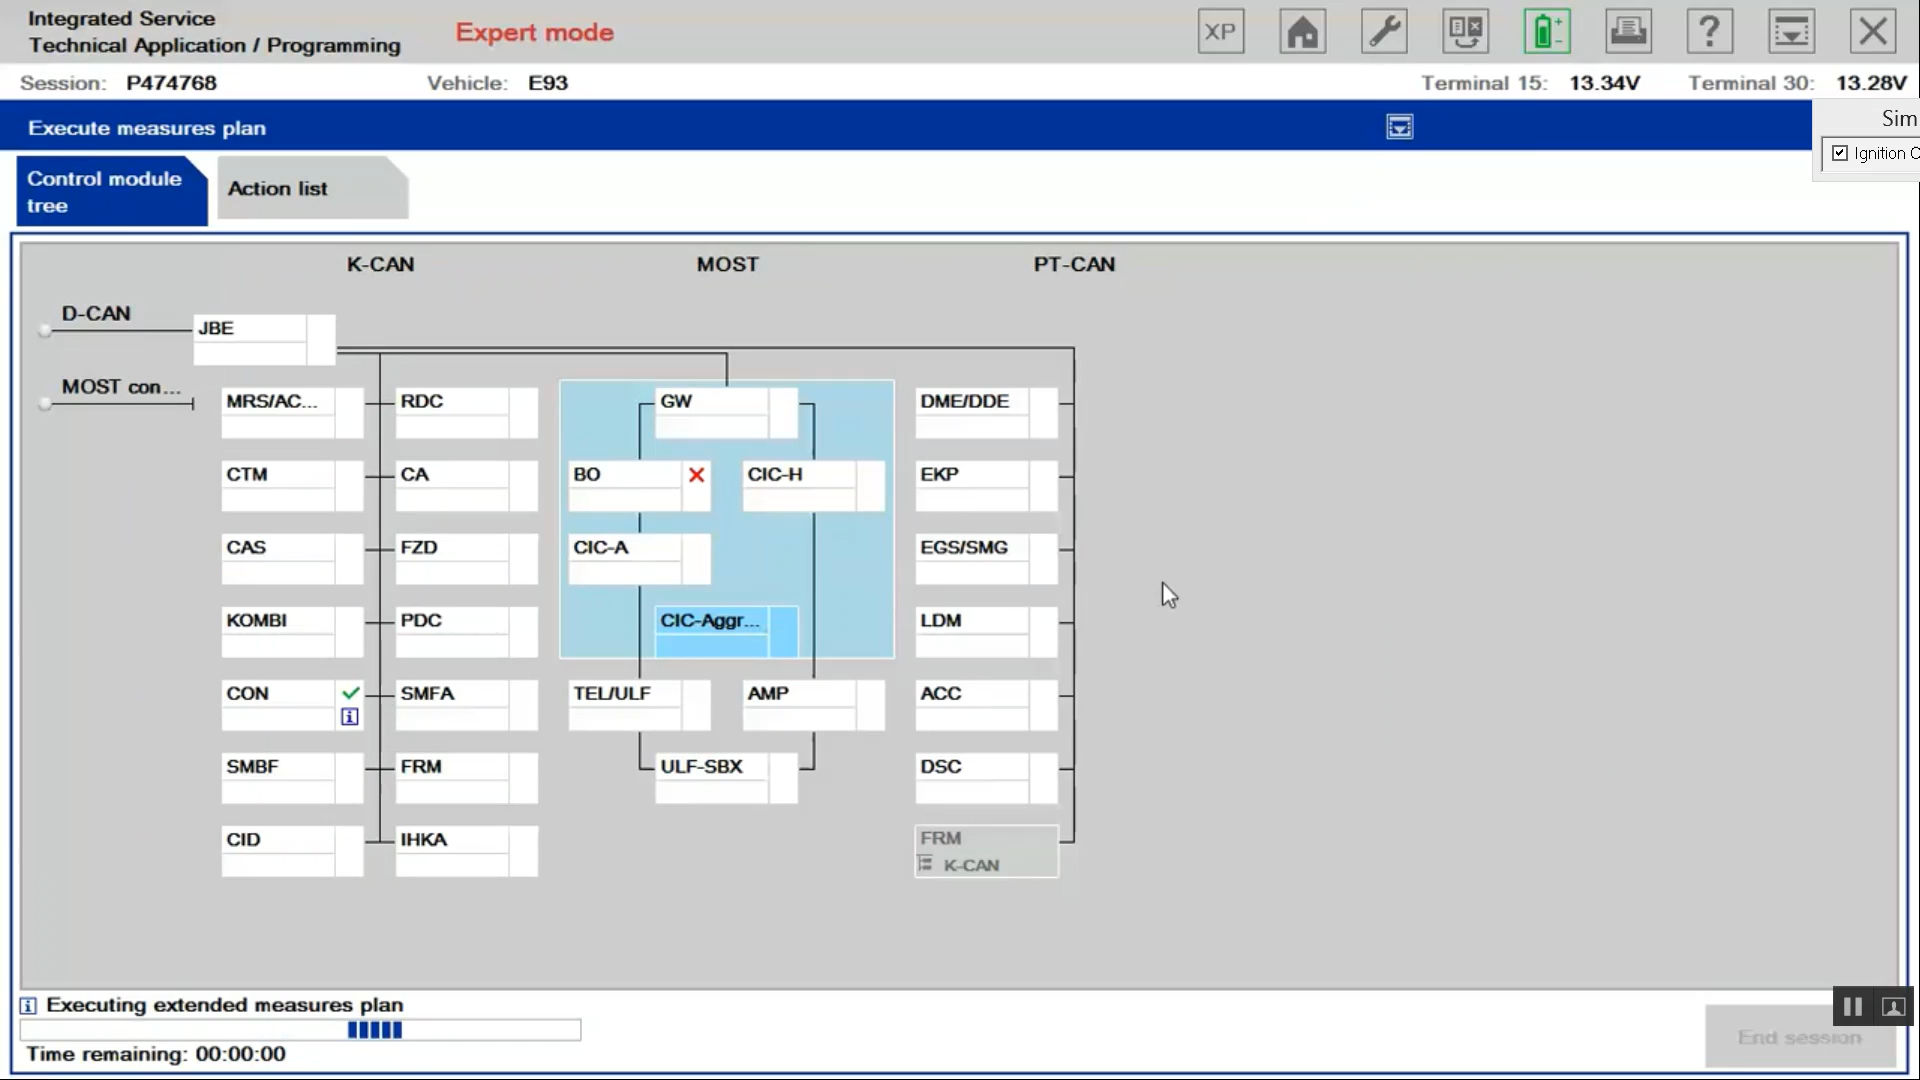 Integrated Service
Technical Application / Programming
Expert mode
XP
Session: P474768
Vehicle: E93
Terminal 15: 13.34V
Terminal 30: 13.28V
Execute measures plan
Sim
Ignition C
Control module
tree
Action list
K-CAN
MOST
PT-CAN
D-CAN
JBE
MOST con...
MRS/AC...
RDC
GW
DME/DDE
CTM
CA
BO
CIC-H
EKP
CAS
FZD
CIC-A
EGS/SMG
KOMBI
PDC
CIC-Aggr...
LDM
CON
SMFA
TEL/ULF
AMP
ACC
SMBF
FRM
ULF-SBX
DSC
CID
IHKA
FRM
K-CAN
Executing extended measures plan
Time remaining: 00:00:00
End session